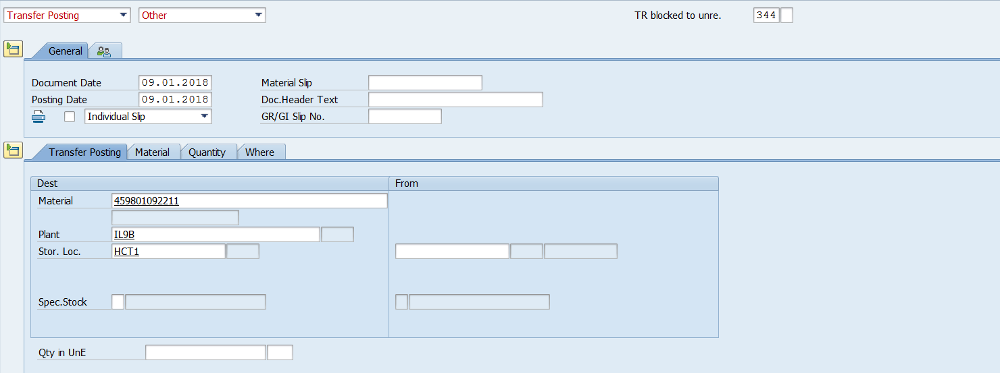 Transfer Posting Other TR blocked to unre. 344
General
Document Date 09.01.2018 Material Slip
Posting Date 09.01.2018 Doc.Header Text
Individual Slip GR/GI Slip No.
Transfer Posting Material Quantity Where
Dest From
Material 459801092211
Plant IL9B
Stor. Loc. HCT1
Spec.Stock
Qty in UnE